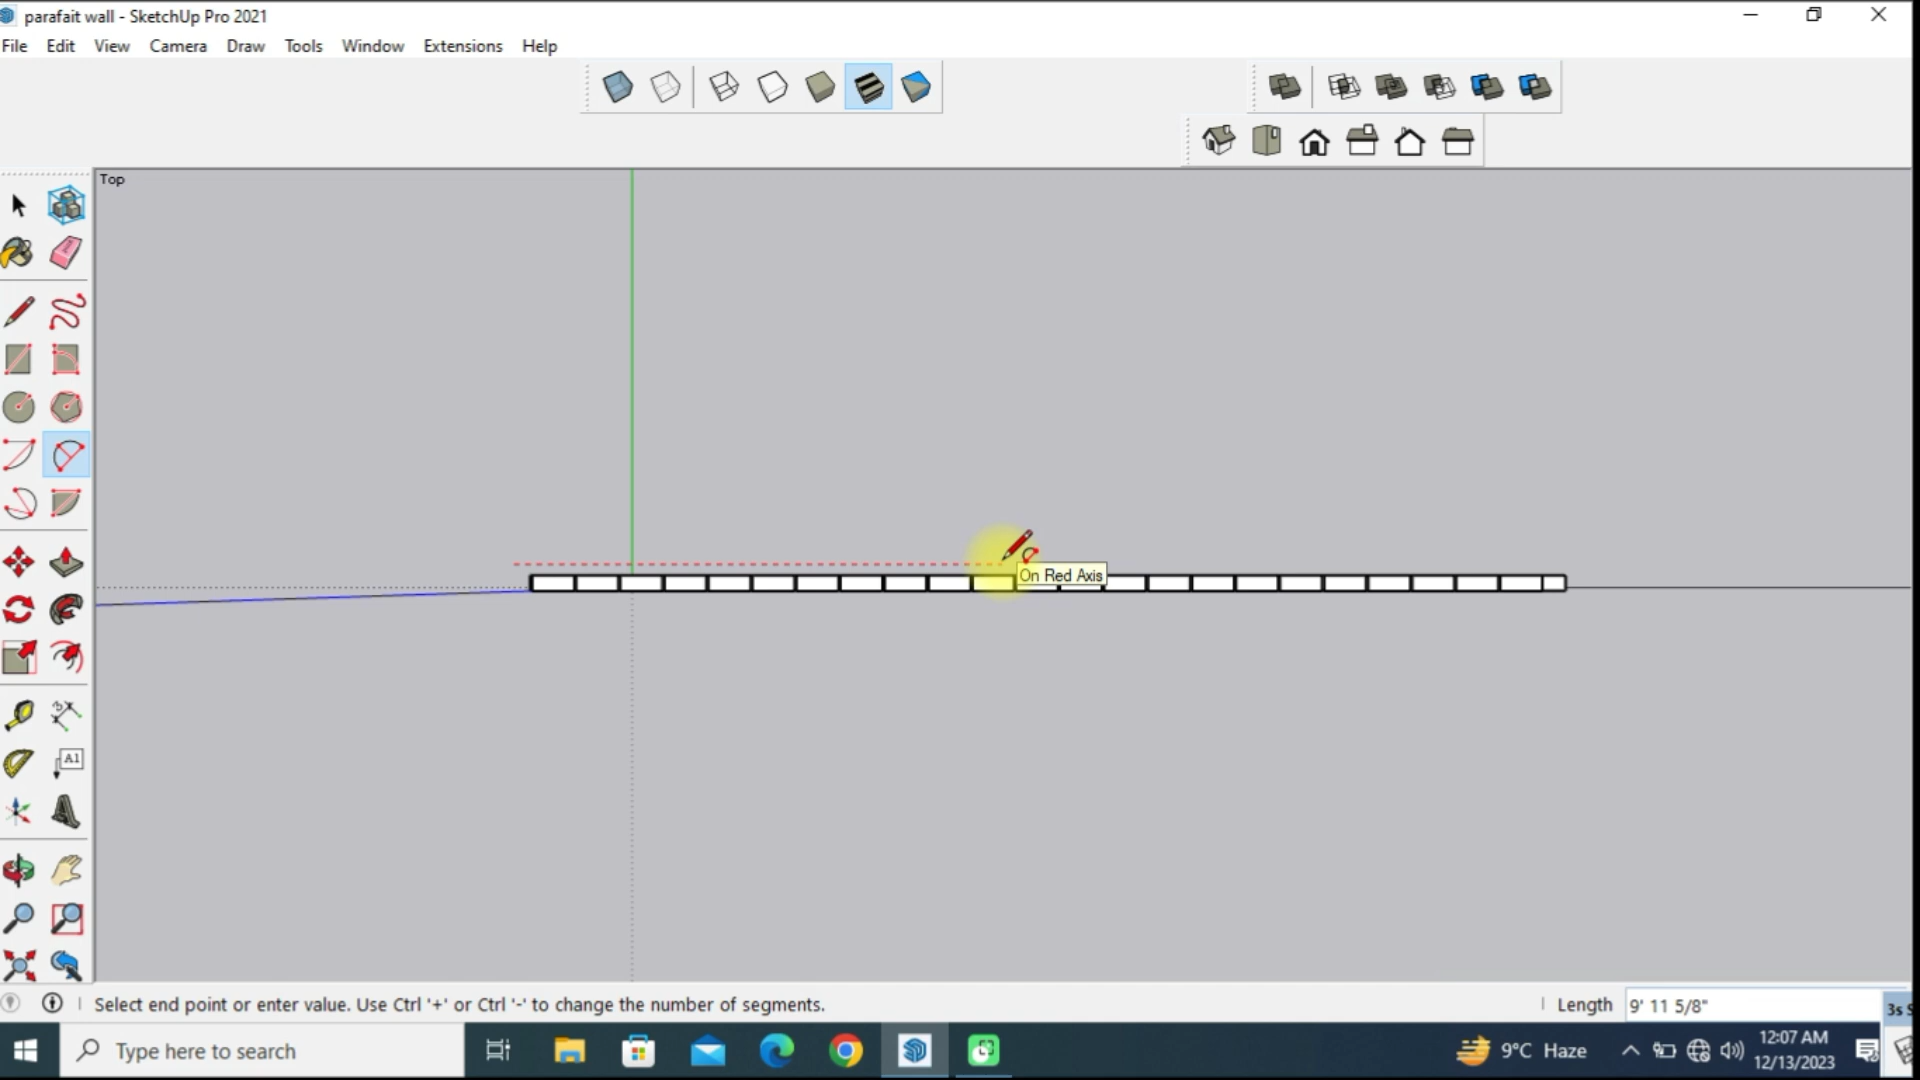 parafait wall - SketchUp Pro 2021
File Edit View Camera Draw Tools Window Extensions Help
Top
A1
On Red Axis
Select end point or enter value. Use Ctrl '+' or Ctrl '-' to change the number of segments.
Length 9' 11 5/8"
3s S
Type here to search
9°C Haze
12:07 AM
12/13/2023